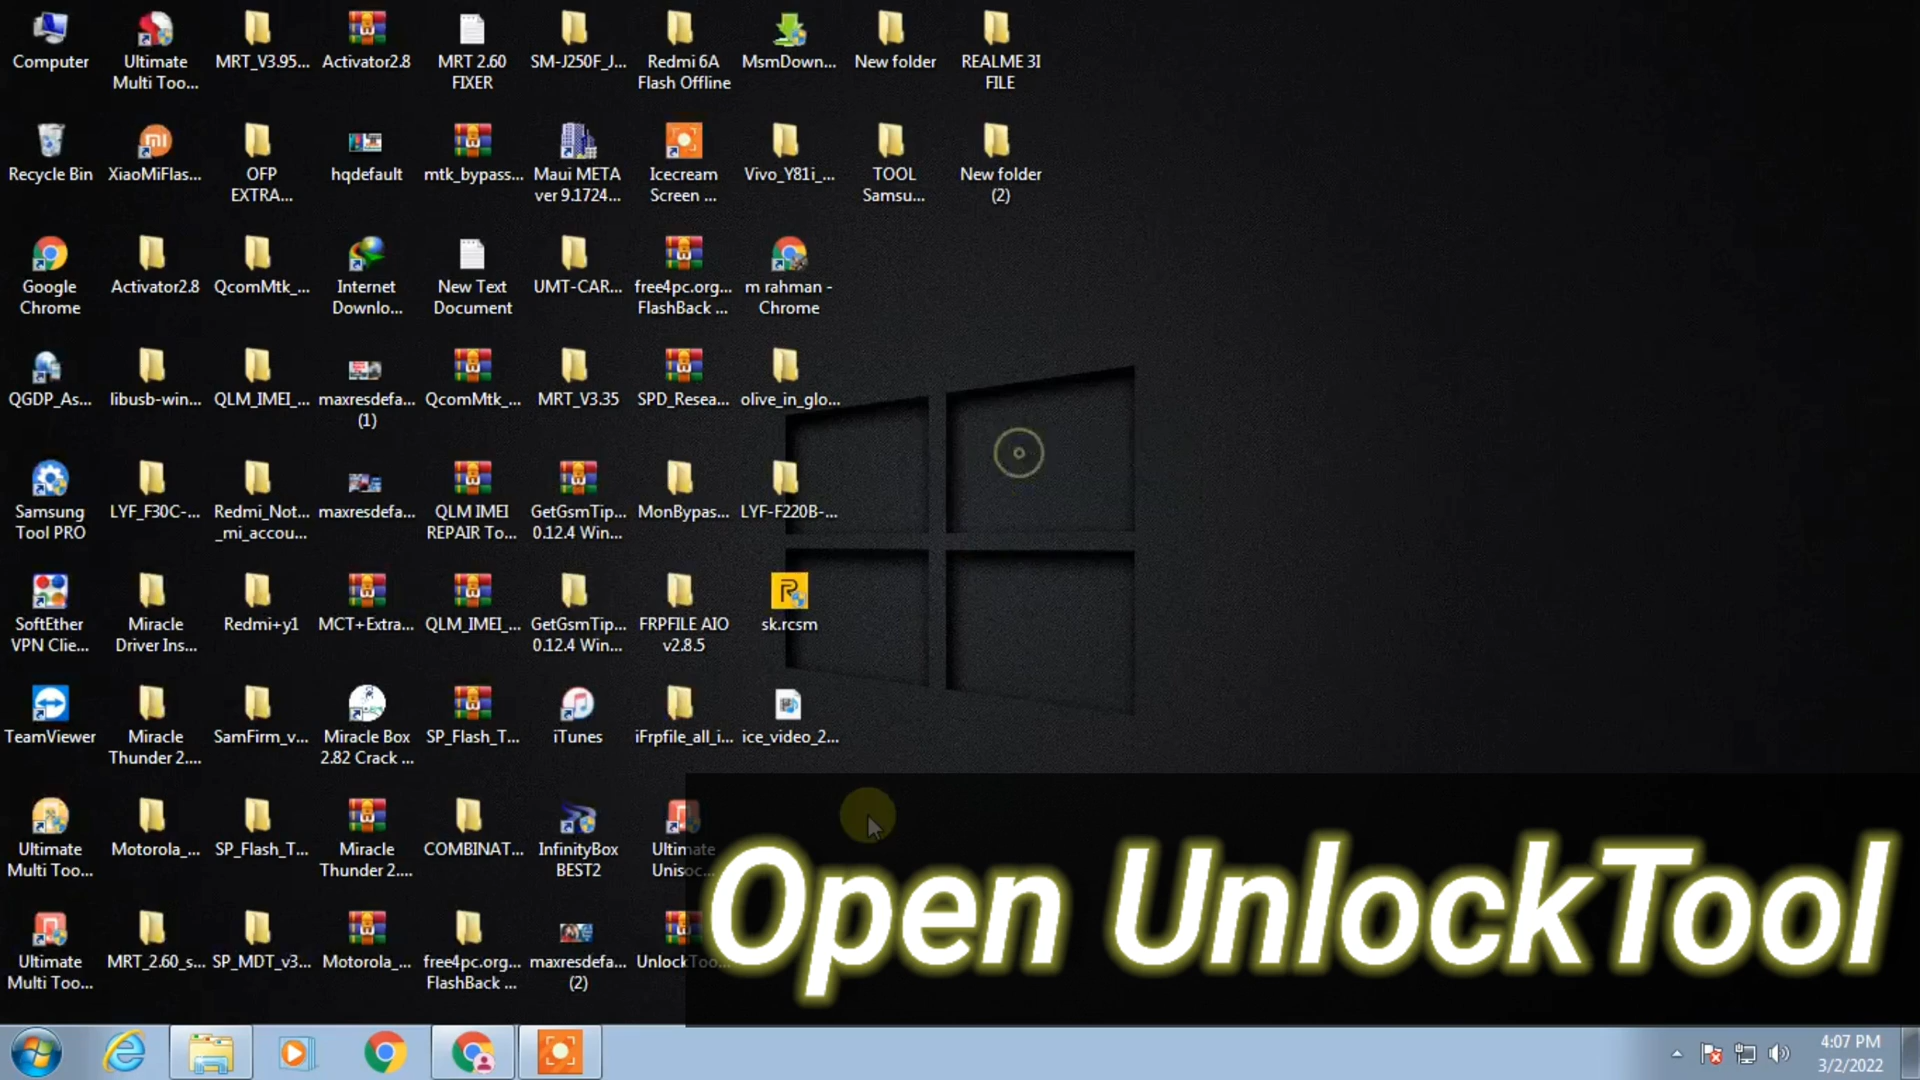 Computer
Ultimate
Multi Too...
MRT_V3.95...
Activator2.8
MRT 2.60
FIXER
SM-J250F_J...
Redmi 6A
Flash Offline
MsmDown...
New folder
REALME 3I
FILE
Recycle Bin
XiaoMiFlas...
OFP
EXTRA...
hqdefault
mtk_bypass...
Maui META
ver 9.1724...
Icecream
Screen ...
Vivo_Y81i_...
TOOL
Samsu...
New folder
(2)
Google
Chrome
Activator2.8
QcomMtk_...
Internet
Downlo...
New Text
Document
UMT-CAR...
free4pc.org...
FlashBack ...
m rahman -
Chrome
QGDP_As...
libusb-win...
QLM_IMEI_...
maxresdefa...
(1)
QcomMtk_...
MRT_V3.35
SPD_Resea...
olive_in_glo...
Samsung
Tool PRO
LYF_F30C-...
Redmi_Not...
_mi_accou...
maxresdefa...
QLM IMEI
REPAIR To...
GetGsmTip...
0.12.4 Win...
MonBypas...
LYF-F220B-...
SoftEther
VPN Clie...
Miracle
Driver Ins...
Redmi+y1
MCT+Extra...
QLM_IMEI_...
GetGsmTip...
0.12.4 Win...
FRPFILE AIO
v2.8.5
sk.rcsm
TeamViewer
Miracle
Thunder 2....
SamFirm_v...
Miracle Box
2.82 Crack ...
SP_Flash_T...
iTunes
iFrpfile_all_i...
ice_video_2...
Ultimate
Multi Too...
Motorola_...
SP_Flash_T...
Miracle
Thunder 2....
COMBINAT...
InfinityBox
BEST2
Ultimate
Unisoc...
Ultimate
Multi Too...
MRT_2.60_s...
SP_MDT_v3...
Motorola_...
free4pc.org...
FlashBack ...
maxresdefa...
(2)
UnlockToo...
Open UnlockTool
4:07 PM
3/2/2022